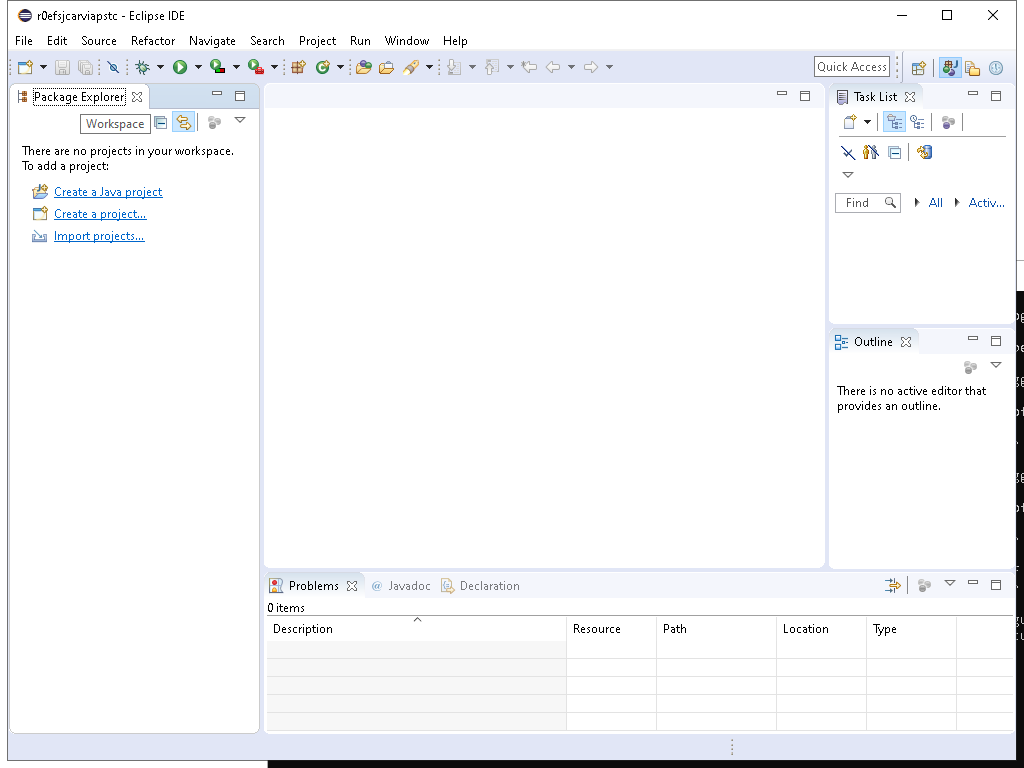 r0efsjcarviapstc - Eclipse IDE
File Edit Source Refactor Navigate Search Project Run Window Help
Quick Access
Package Explorer
Workspace
There are no projects in your workspace.
To add a project:
Create a Java project
Create a project...
Import projects...
Task List
Find All Activ...
Outline
There is no active editor that
provides an outline.
Problems @ Javadoc Declaration
0 items
Description Resource Path Location Type